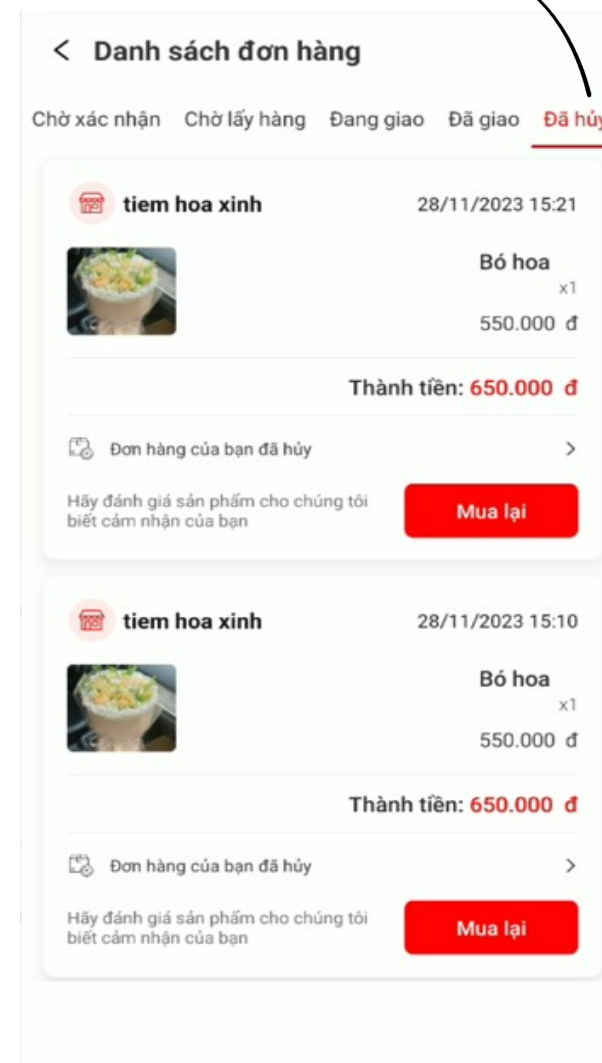 Danh sách đơn hàng
Chờ xác nhận Chờ lấy hàng Đang giao Đã giao Đã hủy
tiem hoa xinh 28/11/2023 15:21
Bó hoa
x1
550.000 đ
Thành tiền: 650.000 đ
Đơn hàng của bạn đã hủy
Hãy đánh giá sản phẩm cho chúng tôi
biết cảm nhận của bạn
Mua lại
tiem hoa xinh 28/11/2023 15:10
Bó hoa
x1
550.000 đ
Thành tiền: 650.000 đ
Đơn hàng của bạn đã hủy
Hãy đánh giá sản phẩm cho chúng tôi
biết cảm nhận của bạn
Mua lại